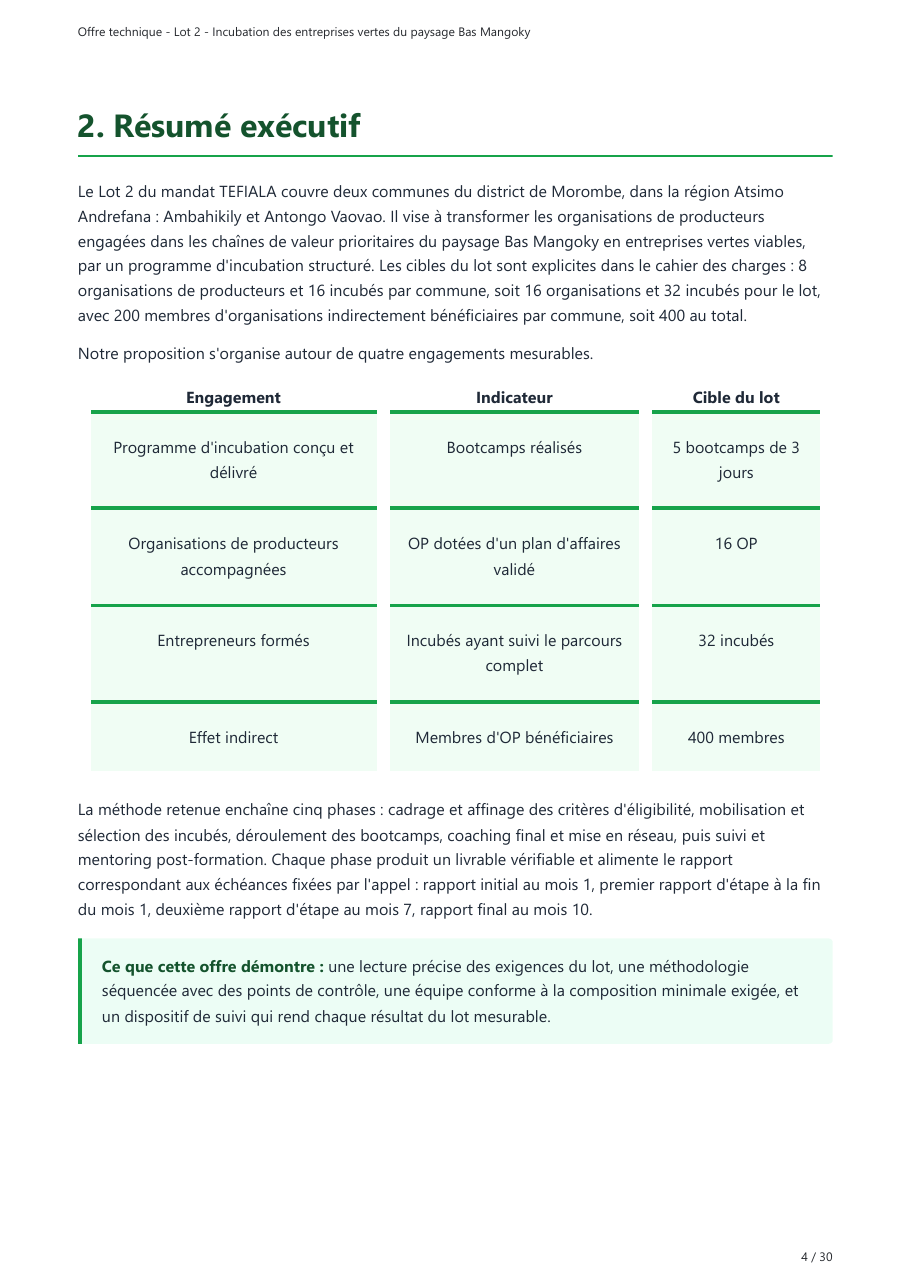 Offre technique - Lot 2 - Incubation des entreprises vertes du paysage Bas Mangoky
2. Résumé exécutif
Le Lot 2 du mandat TEFIALA couvre deux communes du district de Morombe, dans la région Atsimo
Andrefana : Ambahikily et Antongo Vaovao. Il vise à transformer les organisations de producteurs
engagées dans les chaînes de valeur prioritaires du paysage Bas Mangoky en entreprises vertes viables,
par un programme d'incubation structuré. Les cibles du lot sont explicites dans le cahier des charges : 8
organisations de producteurs et 16 incubés par commune, soit 16 organisations et 32 incubés pour le lot,
avec 200 membres d'organisations indirectement bénéficiaires par commune, soit 400 au total.
Notre proposition s'organise autour de quatre engagements mesurables.
Engagement Indicateur Cible du lot
Programme d'incubation conçu et Bootcamps réalisés 5 bootcamps de 3
délivré jours
Organisations de producteurs OP dotées d'un plan d'affaires 16 OP
accompagnées validé
Entrepreneurs formés Incubés ayant suivi le parcours 32 incubés
complet
Effet indirect Membres d'OP bénéficiaires 400 membres
La méthode retenue enchaîne cinq phases : cadrage et affinage des critères d'éligibilité, mobilisation et
sélection des incubés, déroulement des bootcamps, coaching final et mise en réseau, puis suivi et
mentoring post-formation. Chaque phase produit un livrable vérifiable et alimente le rapport
correspondant aux échéances fixées par l'appel : rapport initial au mois 1, premier rapport d'étape à la fin
du mois 1, deuxième rapport d'étape au mois 7, rapport final au mois 10.
Ce que cette offre démontre : une lecture précise des exigences du lot, une méthodologie
séquencée avec des points de contrôle, une équipe conforme à la composition minimale exigée, et
un dispositif de suivi qui rend chaque résultat du lot mesurable.
4 / 30